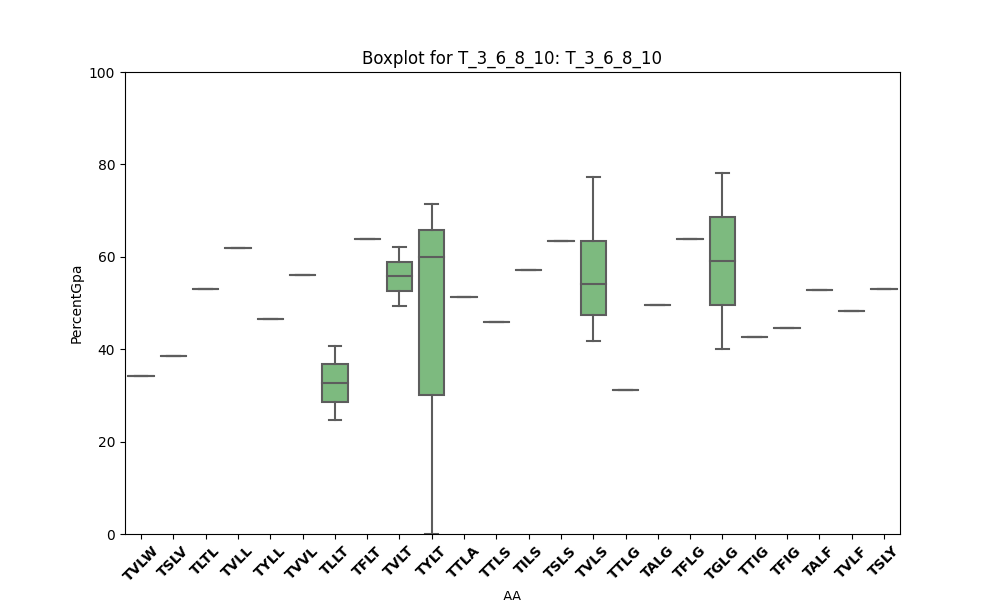 Boxplot for T_3_6_8_10: T_3_6_8_10
100
80
60
40
20
0
PercentGpa
TVLW
TSLV
TLTL
TVLL
TYLL
TVVL
TLLT
TFLT
TVLT
TYLT
TTLA
TTLS
TILS
TSLS
TVLS
TTLG
TALG
TFLG
TGLG
TTIG
TFIG
TALF
TVLF
TSLY
AA